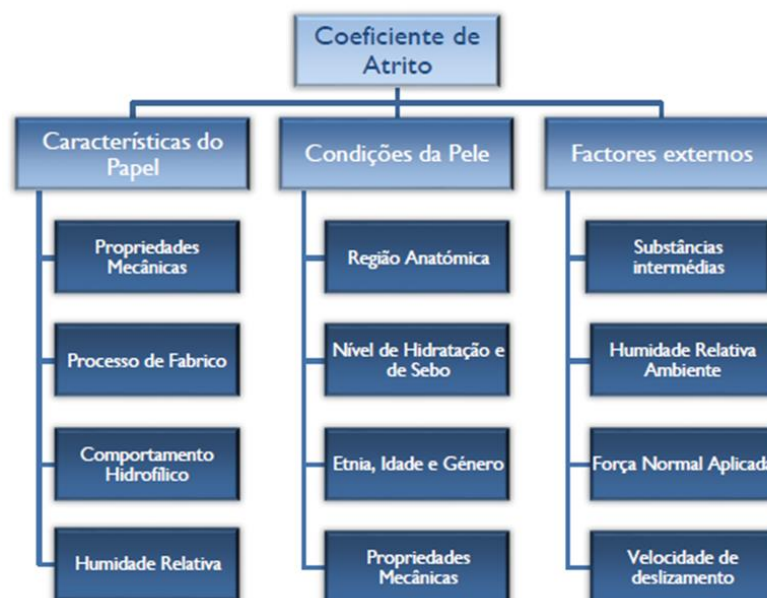 Coeficiente de
Atrito
Características do
Papel
Condições da Pele
Factores externos
Propriedades
Mecânicas
Processo de Fabrico
Comportamento
Hidrofílico
Humidade Relativa
Região Anatómica
Nível de Hidratação e
de Sebo
Etnia, Idade e Género
Propriedades
Mecânicas
Substâncias
intermédias
Humidade Relativa
Ambiente
Força Normal Aplicada
Velocidade de
deslizamento